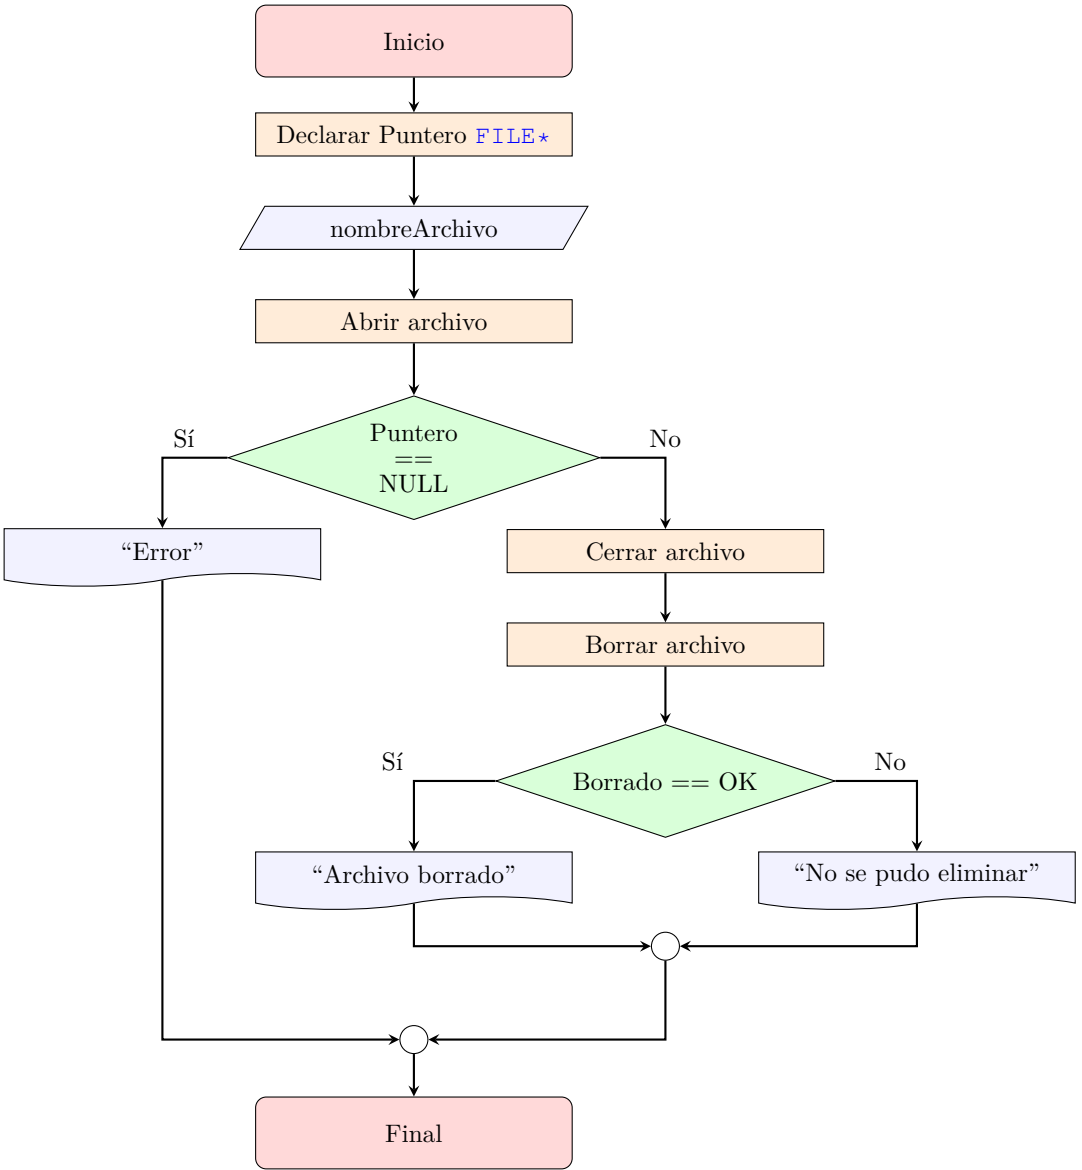 Inicio
Declarar Puntero FILE*
nombreArchivo
Abrir archivo
Puntero
==
NULL
Sí
No
“Error”
Cerrar archivo
Borrar archivo
Borrado == OK
Sí
No
“Archivo borrado”
“No se pudo eliminar”
Final